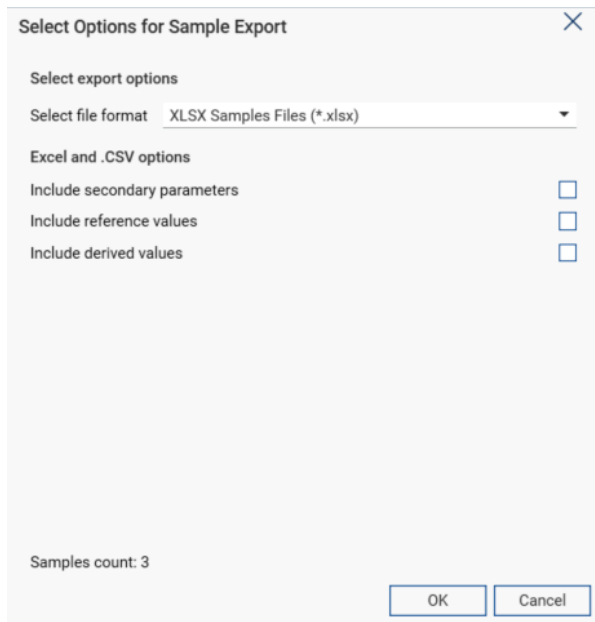 Select Options for Sample Export
Select export options
Select file format XLSX Samples Files (*.xlsx)
Excel and .CSV options
Include secondary parameters
Include reference values
Include derived values
Samples count: 3
OK Cancel